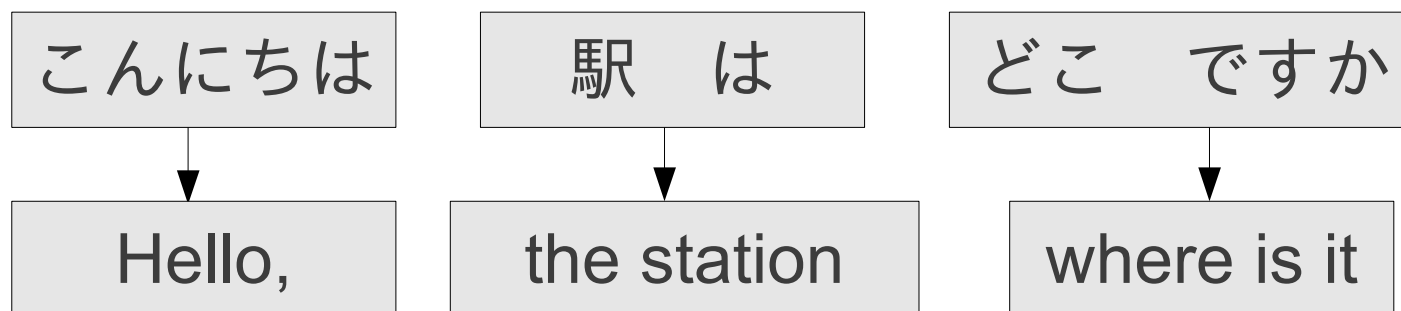 こんにちは　駅　は　どこ　ですか
Hello, the station where is it